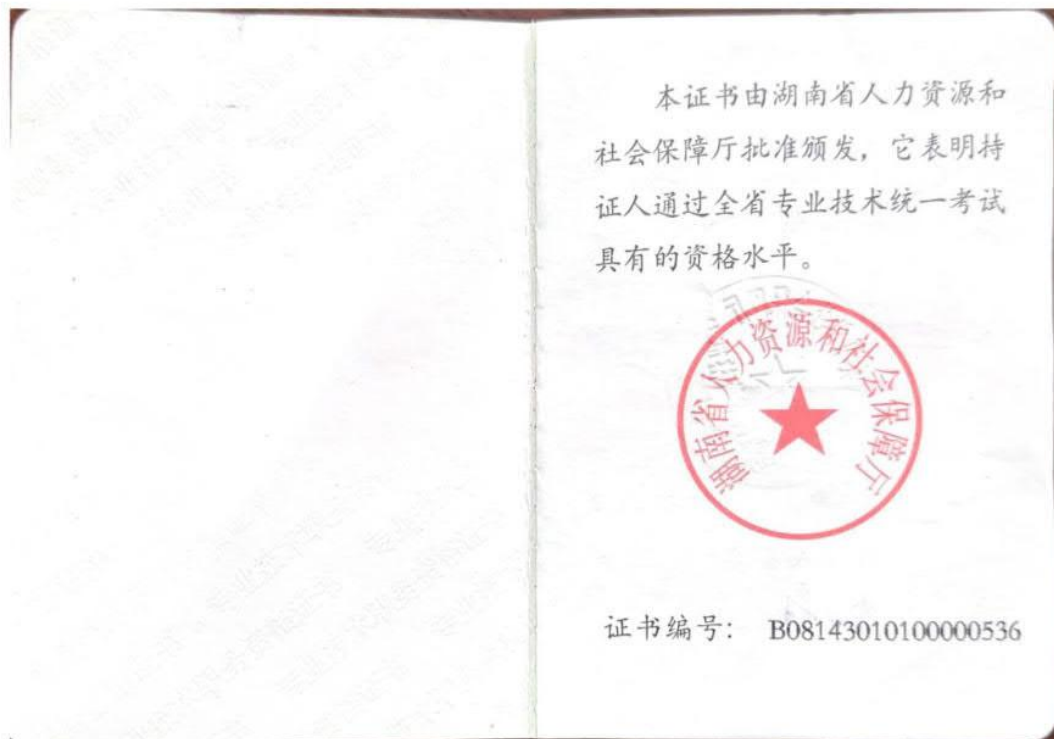 本证书由湖南省人力资源和
社会保障厅批准颁发，它表明持
证人通过全省专业技术统一考试
具有的资格水平。
湖南省人力资源和社会保障厅
证书编号： B08143010100000536